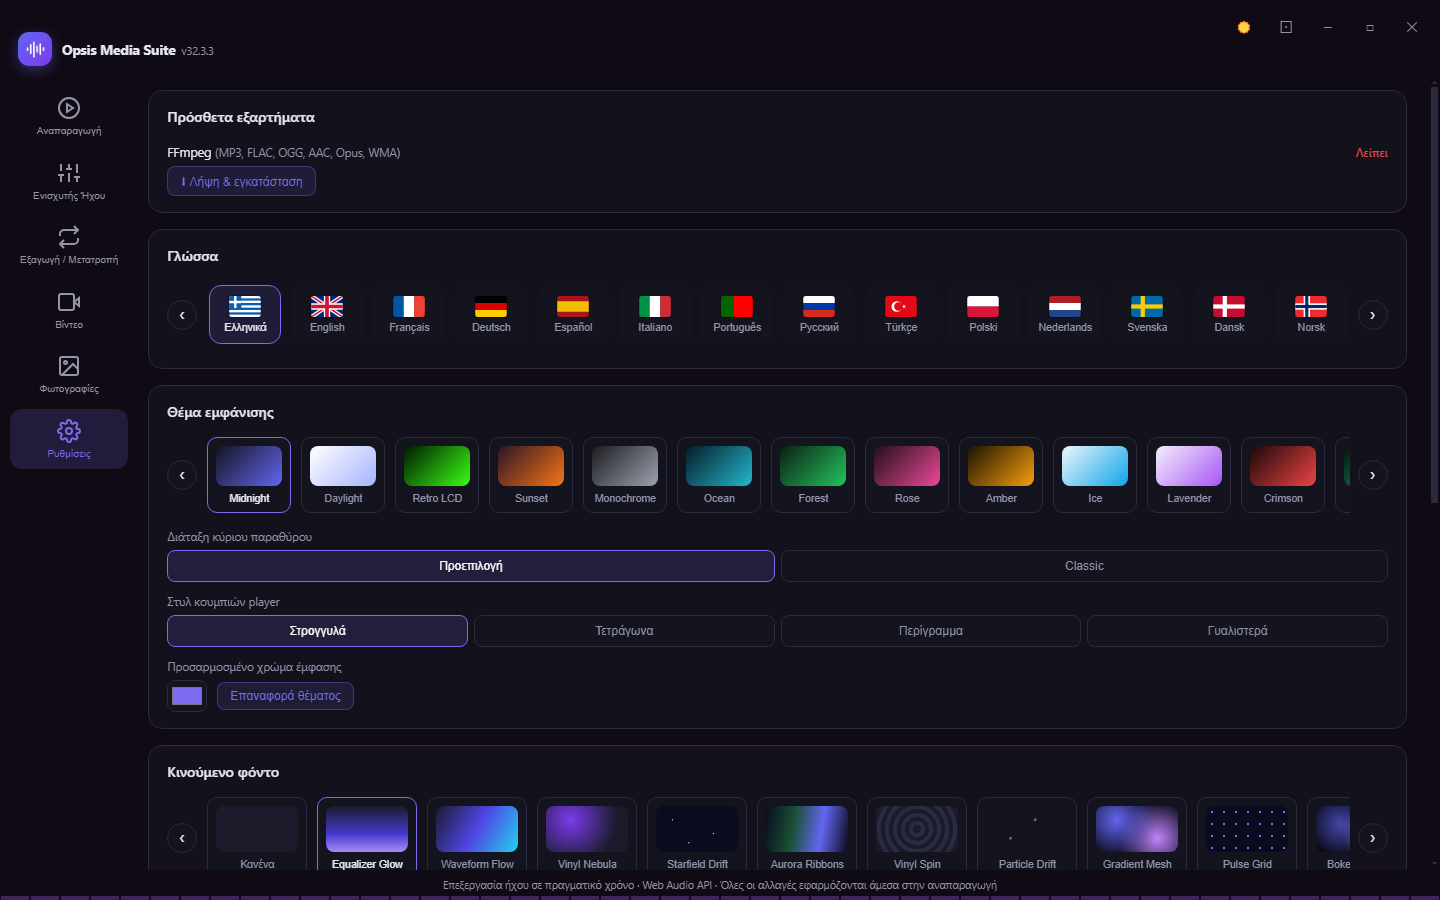 Opsis Media Suite v32.3.3
Αναπαραγωγή
Ενισχυτής Ήχου
Εξαγωγή / Μετατροπή
Βίντεο
Φωτογραφίες
Ρυθμίσεις
Πρόσθετα εξαρτήματα
FFmpeg (MP3, FLAC, OGG, AAC, Opus, WMA)
Λείπει
⬇ Λήψη & εγκατάσταση
Γλώσσα
Ελληνικά English Français Deutsch Español Italiano Português Русский Türkçe Polski Nederlands Svenska Dansk Norsk
Θέμα εμφάνισης
Midnight Daylight Retro LCD Sunset Monochrome Ocean Forest Rose Amber Ice Lavender Crimson
Διάταξη κύριου παραθύρου
Προεπιλογή Classic
Στυλ κουμπιών player
Στρογγυλά Τετράγωνα Περίγραμμα Γυαλιστερά
Προσαρμοσμένο χρώμα έμφασης
Επαναφορά θέματος
Κινούμενο φόντο
Κανένα Equalizer Glow Waveform Flow Vinyl Nebula Starfield Drift Aurora Ribbons Vinyl Spin Particle Drift Gradient Mesh Pulse Grid Boke
Επεξεργασία ήχου σε πραγματικό χρόνο · Web Audio API · Όλες οι αλλαγές εφαρμόζονται άμεσα στην αναπαραγωγή